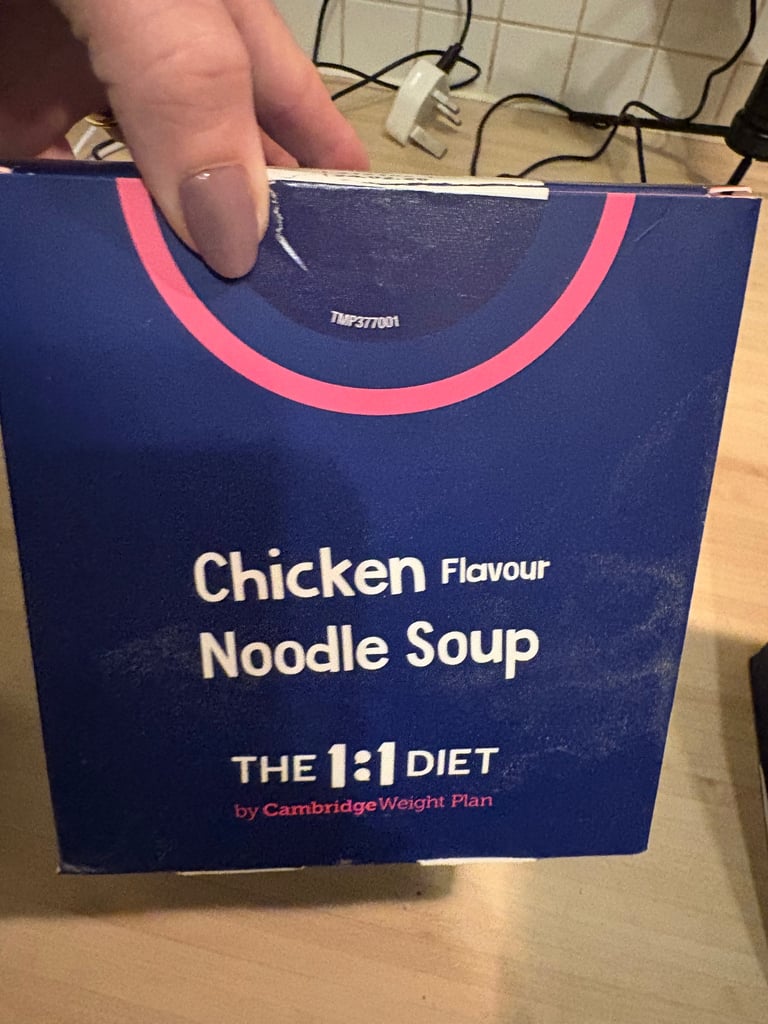 TMP377001
Chicken Flavour
Noodle Soup
THE 1:1 DIET
by Cambridge Weight Plan